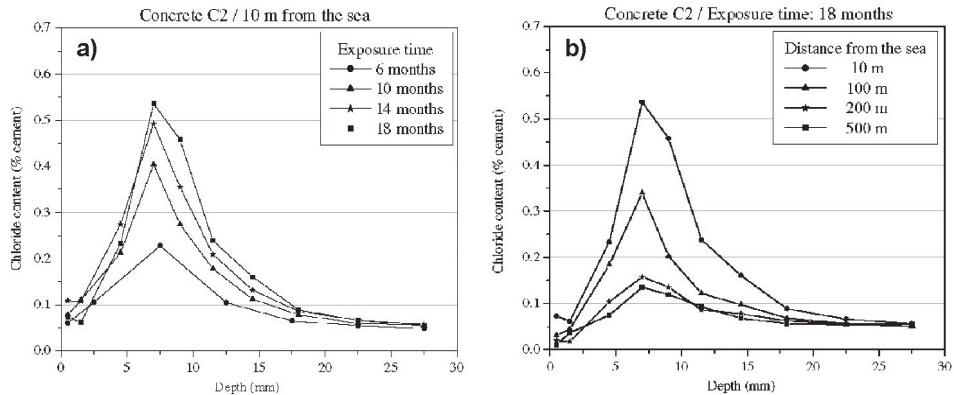 Concrete C2 / 10 m from the sea
a)
Exposure time
6 months
10 months
14 months
18 months
Chloride content (% cement)
0.7
0.6
0.5
0.4
0.3
0.2
0.1
0.0
0 5 10 15 20 25 30
Depth (mm)
Concrete C2 / Exposure time: 18 months
b)
Distance from the sea
10 m
100 m
200 m
500 m
Chloride content (% cement)
0.7
0.6
0.5
0.4
0.3
0.2
0.1
0.0
0 5 10 15 20 25 30
Depth (mm)